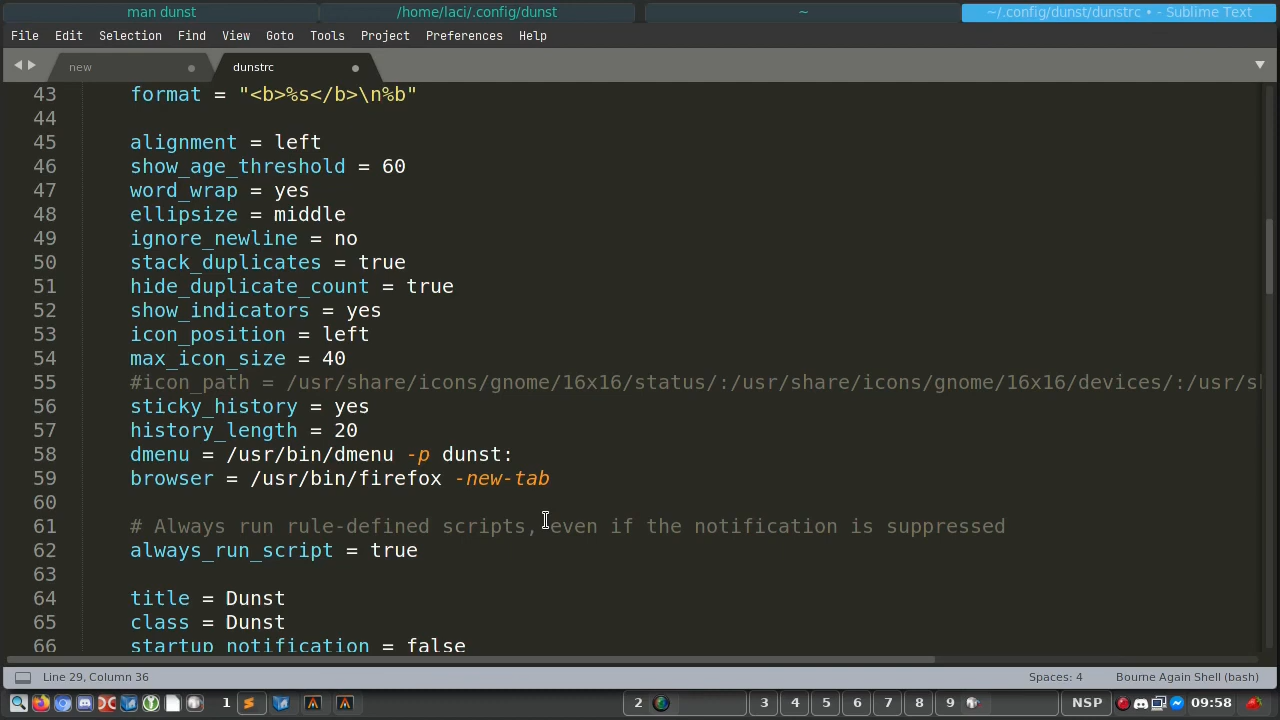 man dunst
/home/laci/.config/dunst
~
~/.config/dunst/dunstrc • - Sublime Text
File Edit Selection Find View Goto Tools Project Preferences Help
new
dunstrc
43 format = "<b>%s</b>\n%b"
44
45 alignment = left
46 show_age_threshold = 60
47 word_wrap = yes
48 ellipsize = middle
49 ignore_newline = no
50 stack_duplicates = true
51 hide_duplicate_count = true
52 show_indicators = yes
53 icon_position = left
54 max_icon_size = 40
55 #icon_path = /usr/share/icons/gnome/16x16/status/:/usr/share/icons/gnome/16x16/devices/:/usr/s
56 sticky_history = yes
57 history_length = 20
58 dmenu = /usr/bin/dmenu -p dunst:
59 browser = /usr/bin/firefox -new-tab
60
61 # Always run rule-defined scripts, even if the notification is suppressed
62 always_run_script = true
63
64 title = Dunst
65 class = Dunst
66 startup_notification = false
Line 29, Column 36
Spaces: 4
Bourne Again Shell (bash)
1
2
3 4 5 6 7 8 9
NSP
09:58